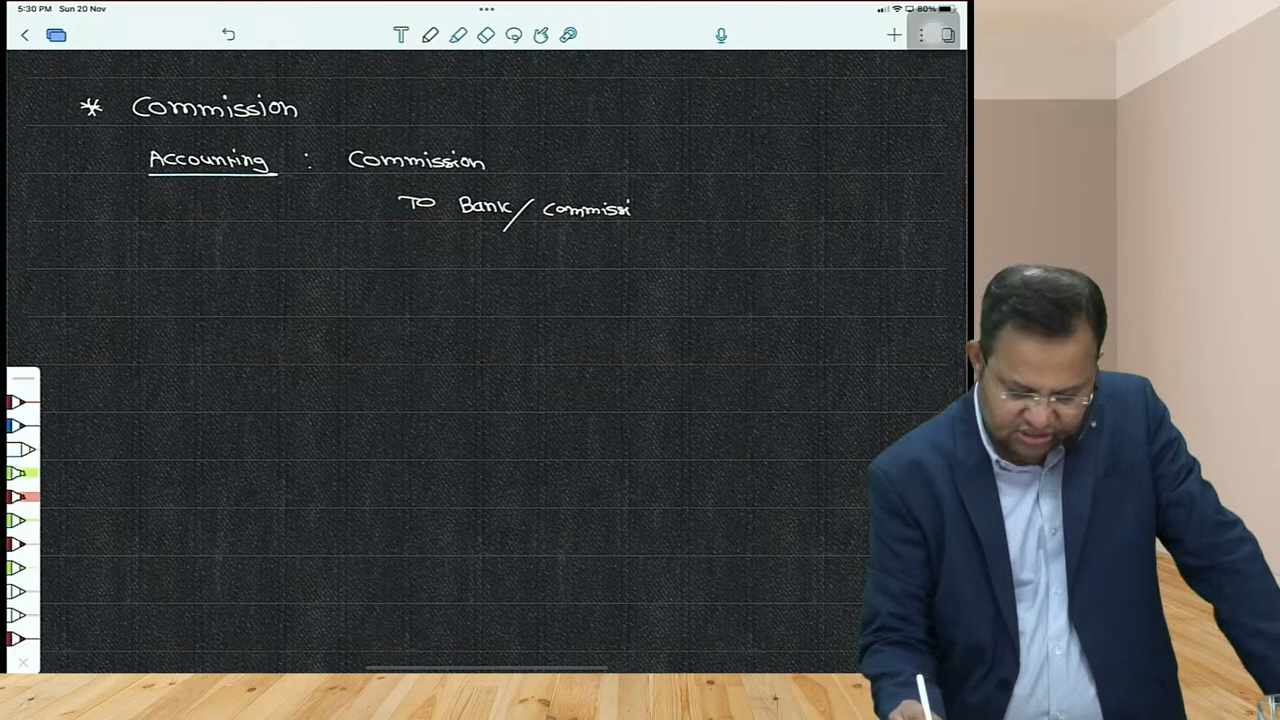 5:30 PM Sun 20 Nov
80%
* Commission
Accounting : Commission
To Bank/ commissi